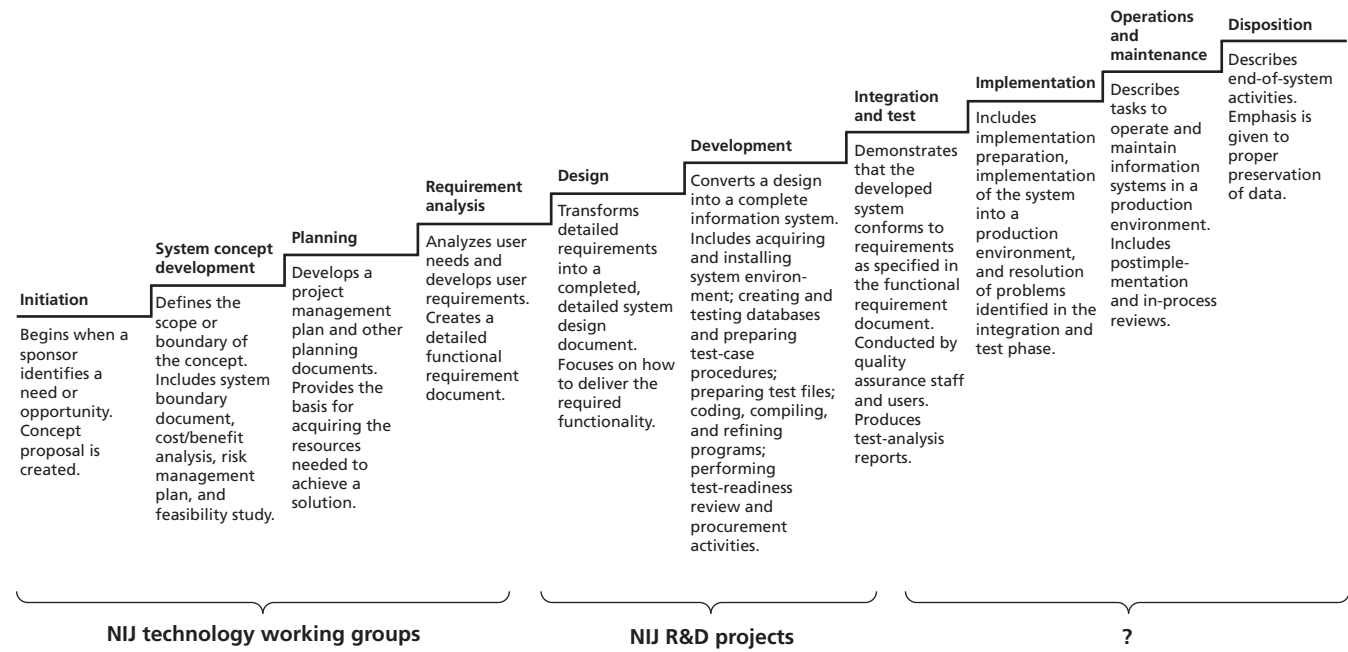 Initiation
Begins when a
sponsor
identifies a
need or
opportunity.
Concept
proposal is
created.
System concept
development
Defines the
scope or
boundary of
the concept.
Includes system
boundary
document,
cost/benefit
analysis, risk
management
plan, and
feasibility study.
Planning
Develops a
project
management
plan and other
planning
documents.
Provides the
basis for
acquiring the
resources
needed to
achieve a
solution.
Requirement
analysis
Analyzes user
needs and
develops user
requirements.
Creates a
detailed
functional
requirement
document.
Design
Transforms
detailed
requirements
into a
completed,
detailed system
design
document.
Focuses on how
to deliver the
required
functionality.
Development
Converts a design
into a complete
information system.
Includes acquiring
and installing
system environ-
ment; creating and
testing databases
and preparing
test-case
procedures;
preparing test files;
coding, compiling,
and refining
programs;
performing
test-readiness
review and
procurement
activities.
Integration
and test
Demonstrates
that the
developed
system
conforms to
requirements
as specified in
the functional
requirement
document.
Conducted by
quality
assurance staff
and users.
Produces
test-analysis
reports.
Implementation
Includes
implementation
preparation,
implementation
of the system
into a
production
environment,
and resolution
of problems
identified in the
integration and
test phase.
Operations
and
maintenance
Describes
tasks to
operate and
maintain
information
systems in a
production
environment.
Includes
postimple-
mentation
and in-process
reviews.
Disposition
Describes
end-of-system
activities.
Emphasis is
given to
proper
preservation
of data.
NIJ technology working groups
NIJ R&D projects
?